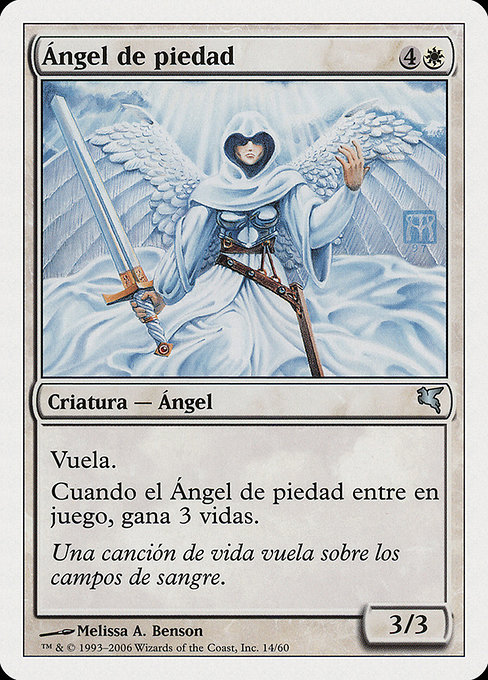 Ángel de piedad 4
Criatura — Ángel
Vuela.
Cuando el Ángel de piedad entre en
juego, gana 3 vidas.
Una canción de vida vuela sobre los
campos de sangre.
3/3
Melissa A. Benson
™ & © 1993–2006 Wizards of the Coast, Inc. 14/60